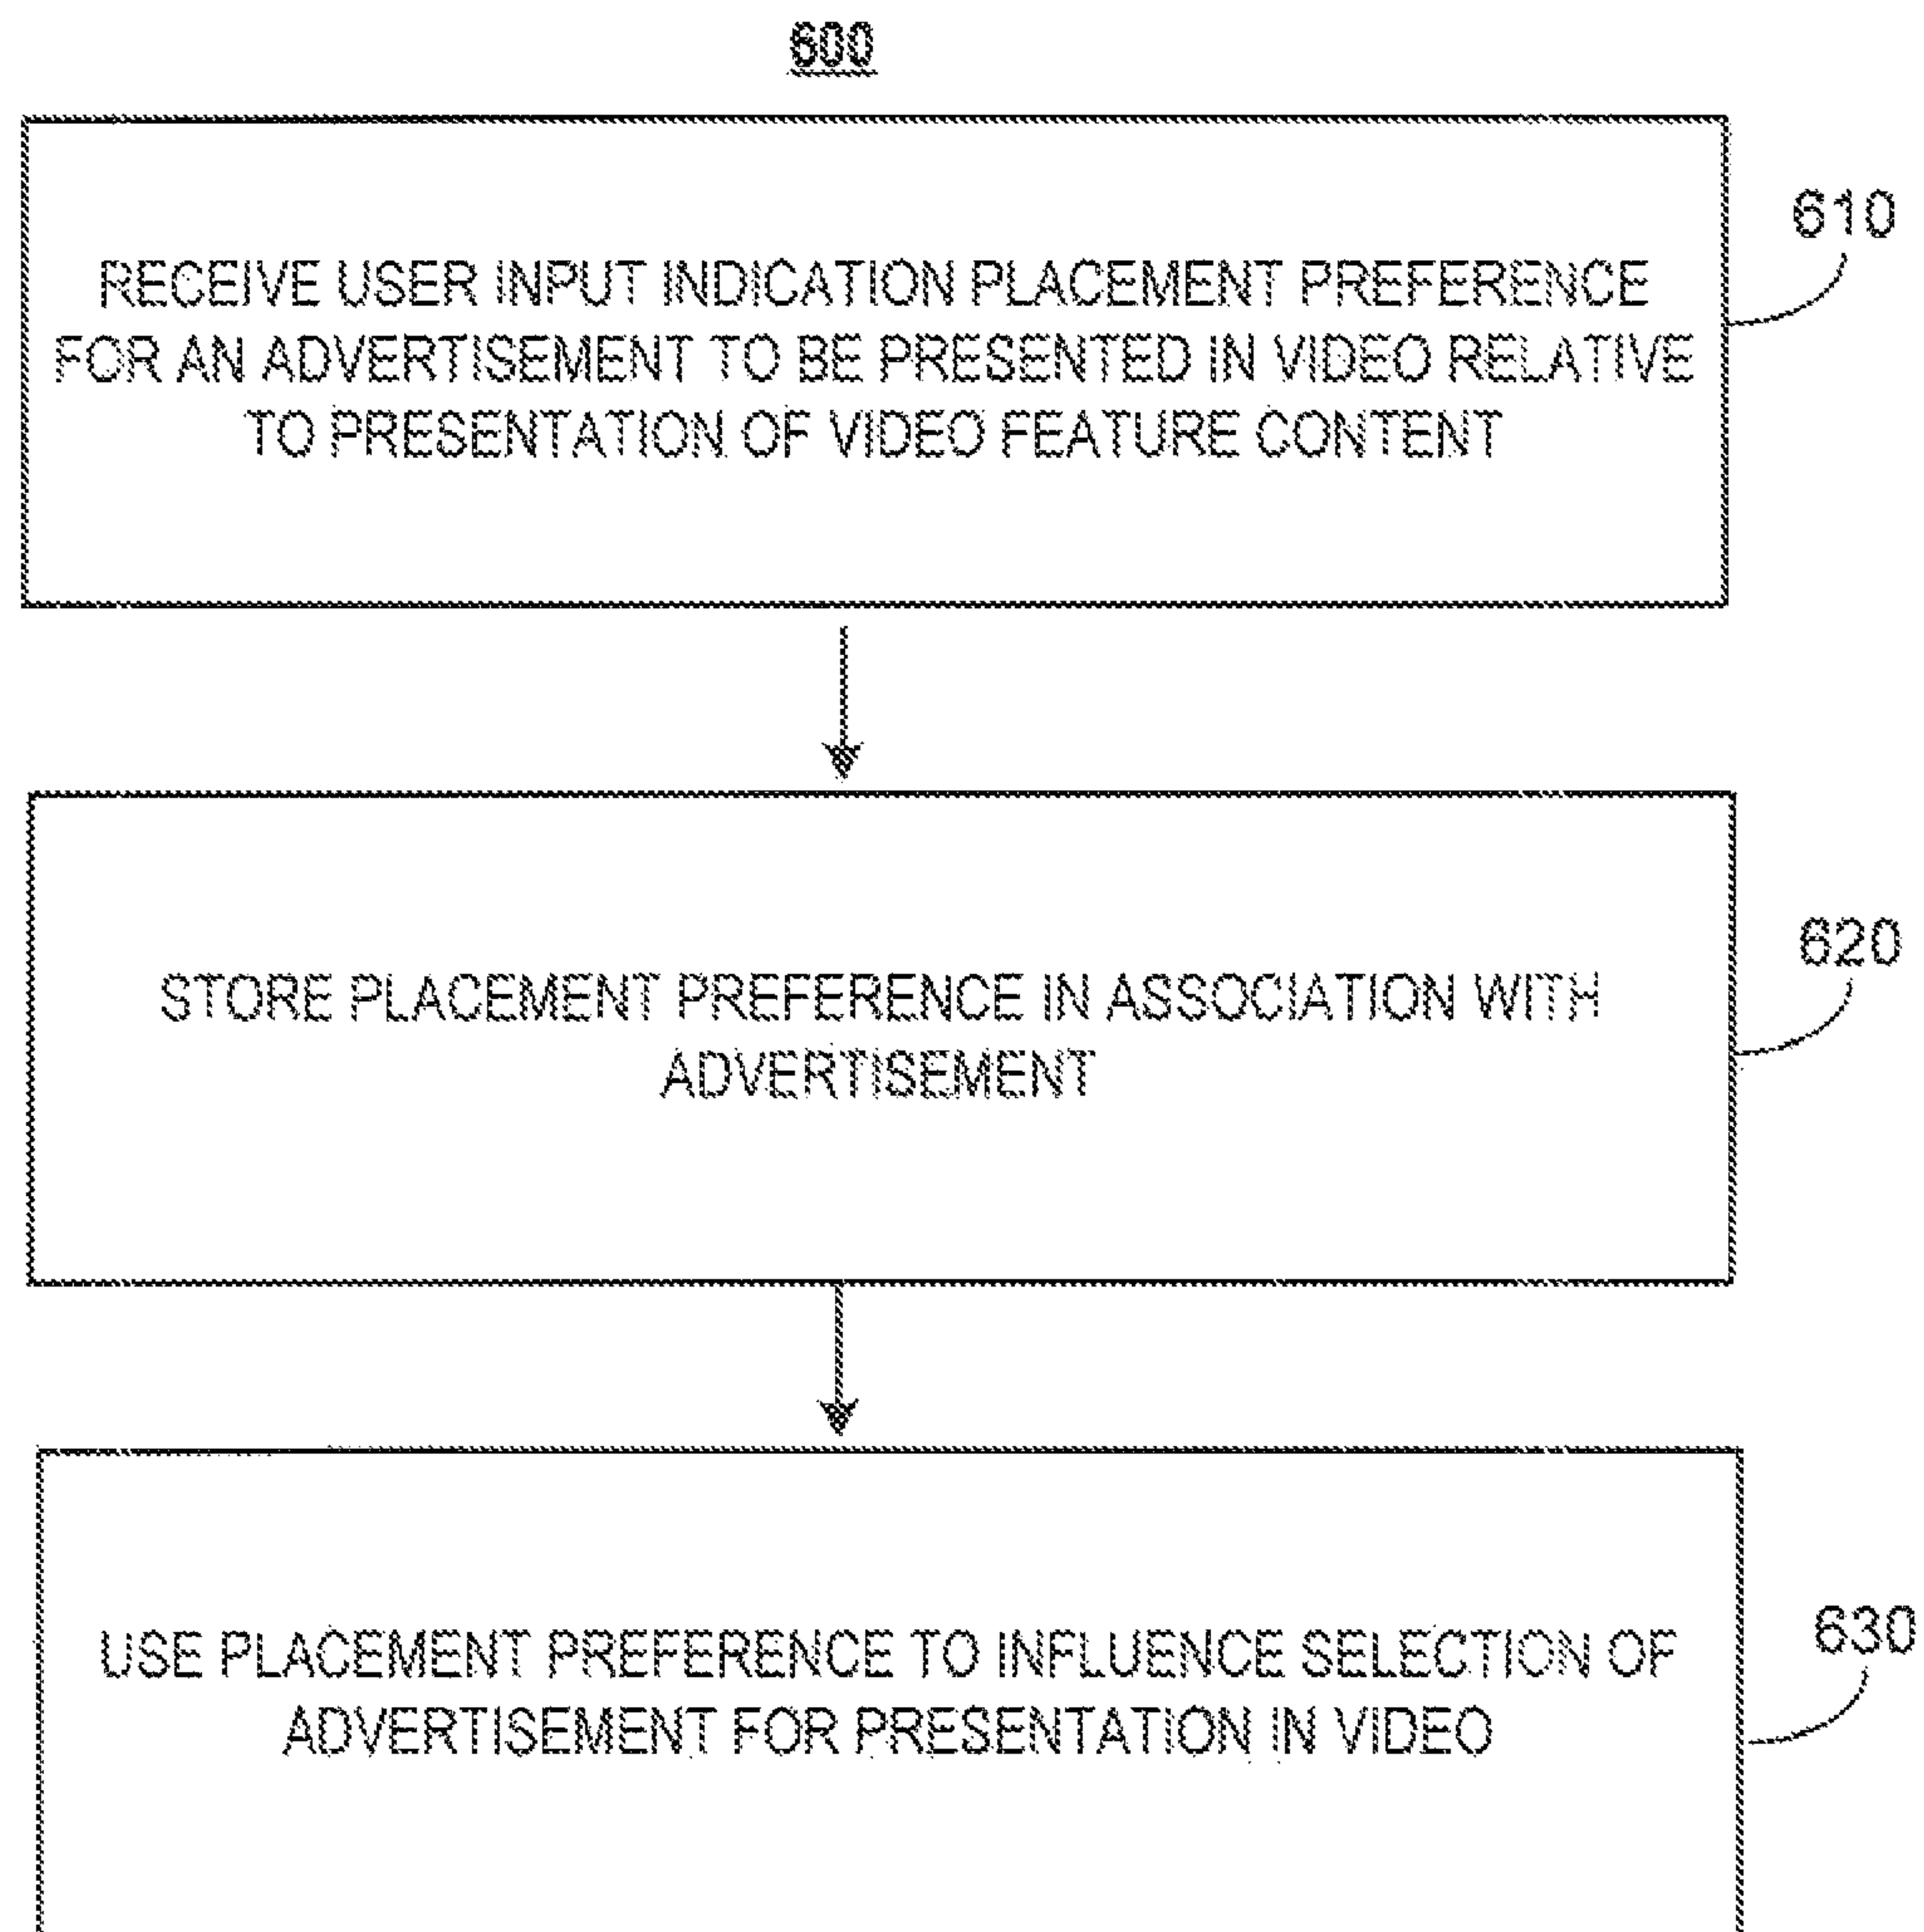 600
RECEIVE USER INPUT INDICATION PLACEMENT PREFERENCE
FOR AN ADVERTISEMENT TO BE PRESENTED IN VIDEO RELATIVE
TO PRESENTATION OF VIDEO FEATURE CONTENT
610
STORE PLACEMENT PREFERENCE IN ASSOCIATION WITH
ADVERTISEMENT
620
USE PLACEMENT PREFERENCE TO INFLUENCE SELECTION OF
ADVERTISEMENT FOR PRESENTATION IN VIDEO
630